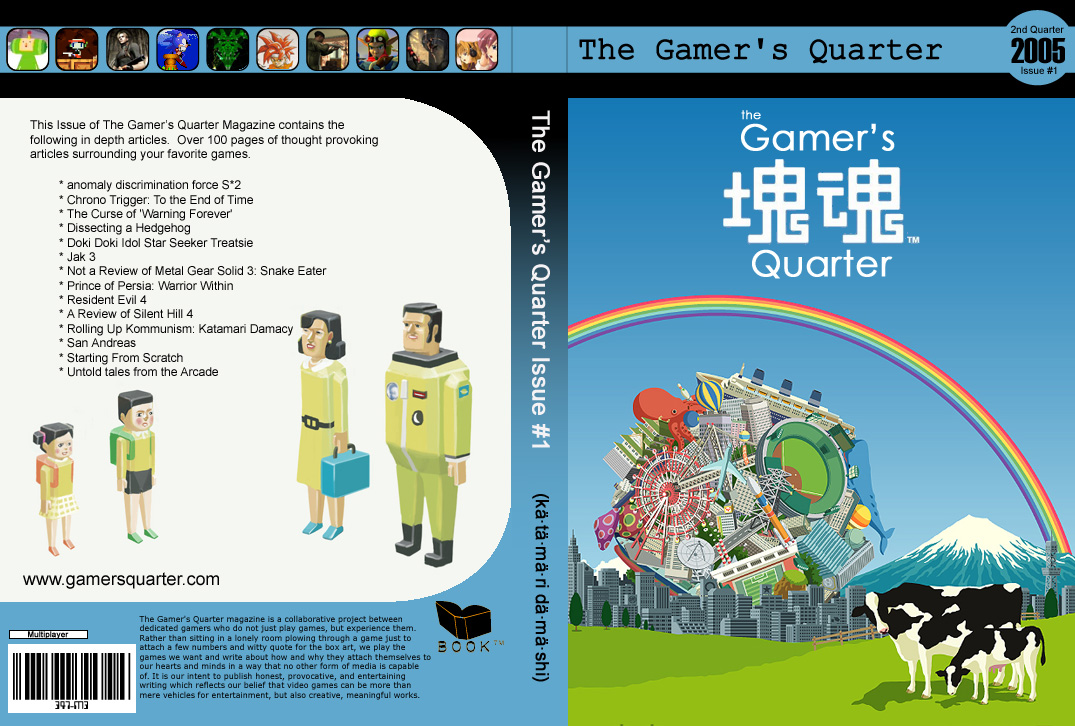 The Gamer's Quarter
2nd Quarter
2005
Issue #1
This Issue of The Gamer's Quarter Magazine contains the
following in depth articles. Over 100 pages of thought provoking
articles surrounding your favorite games.
* anomaly discrimination force S*2
* Chrono Trigger: To the End of Time
* The Curse of 'Warning Forever'
* Dissecting a Hedgehog
* Doki Doki Idol Star Seeker Treatsie
* Jak 3
* Not a Review of Metal Gear Solid 3: Snake Eater
* Prince of Persia: Warrior Within
* Resident Evil 4
* A Review of Silent Hill 4
* Rolling Up Kommunism: Katamari Damacy
* San Andreas
* Starting From Scratch
* Untold tales from the Arcade
www.gamersquarter.com
Multiplayer
The Gamer's Quarter magazine is a collaborative project between
dedicated gamers who do not just play games, but experience them.
Rather than sitting in a lonely room plowing through a game just to
attach a few numbers and witty quote for the box art, we play the
games we want and write about how and why they attach themselves to
our hearts and minds in a way that no other form of media is capable
of. It is our intent to publish honest, provocative, and entertaining
writing which reflects our belief that video games can be more than
mere vehicles for entertainment, but also creative, meaningful works.
BOOK™
The Gamer's Quarter Issue #1
(kä·tä·mä·ri dä·mä·shi)
the
Gamer's
塊魂™
Quarter